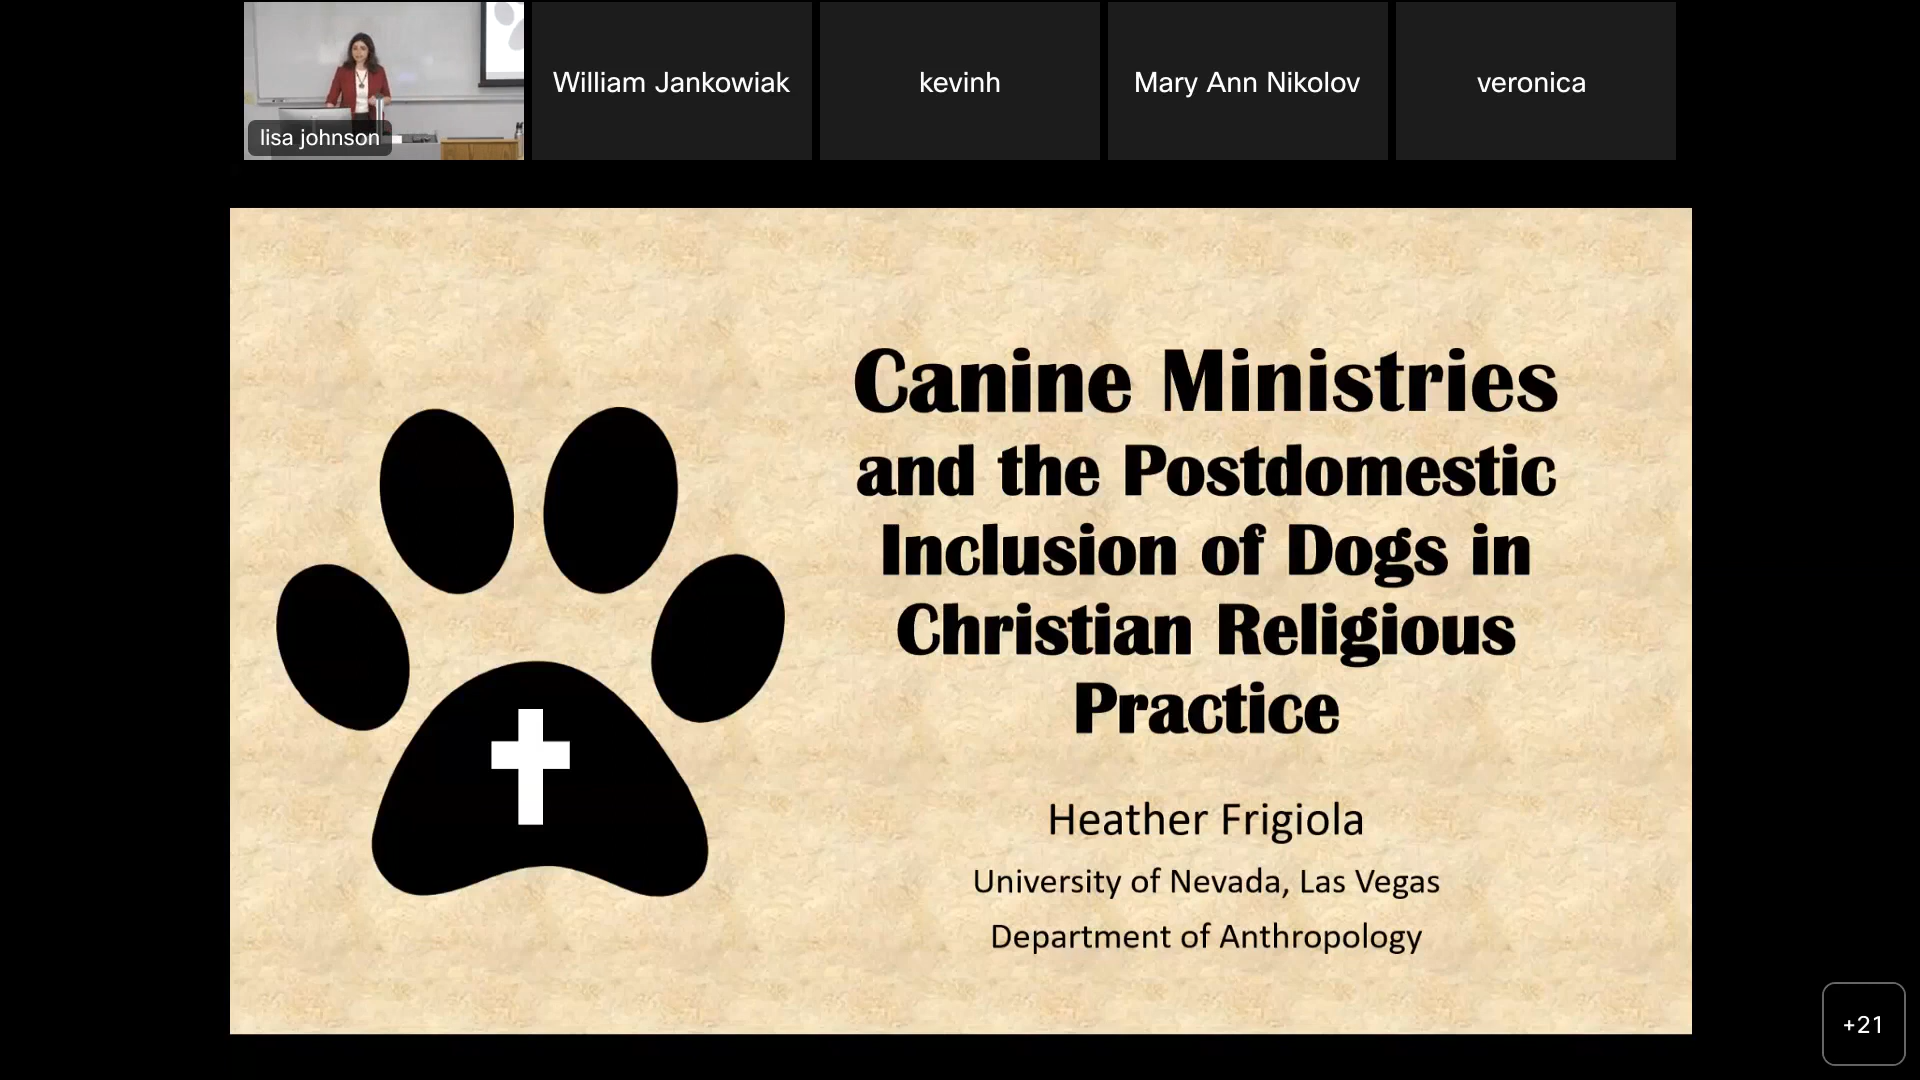 lisa johnson
William Jankowiak
kevinh
Mary Ann Nikolov
veronica
Canine Ministries
and the Postdomestic
Inclusion of Dogs in
Christian Religious
Practice
Heather Frigiola
University of Nevada, Las Vegas
Department of Anthropology
+21